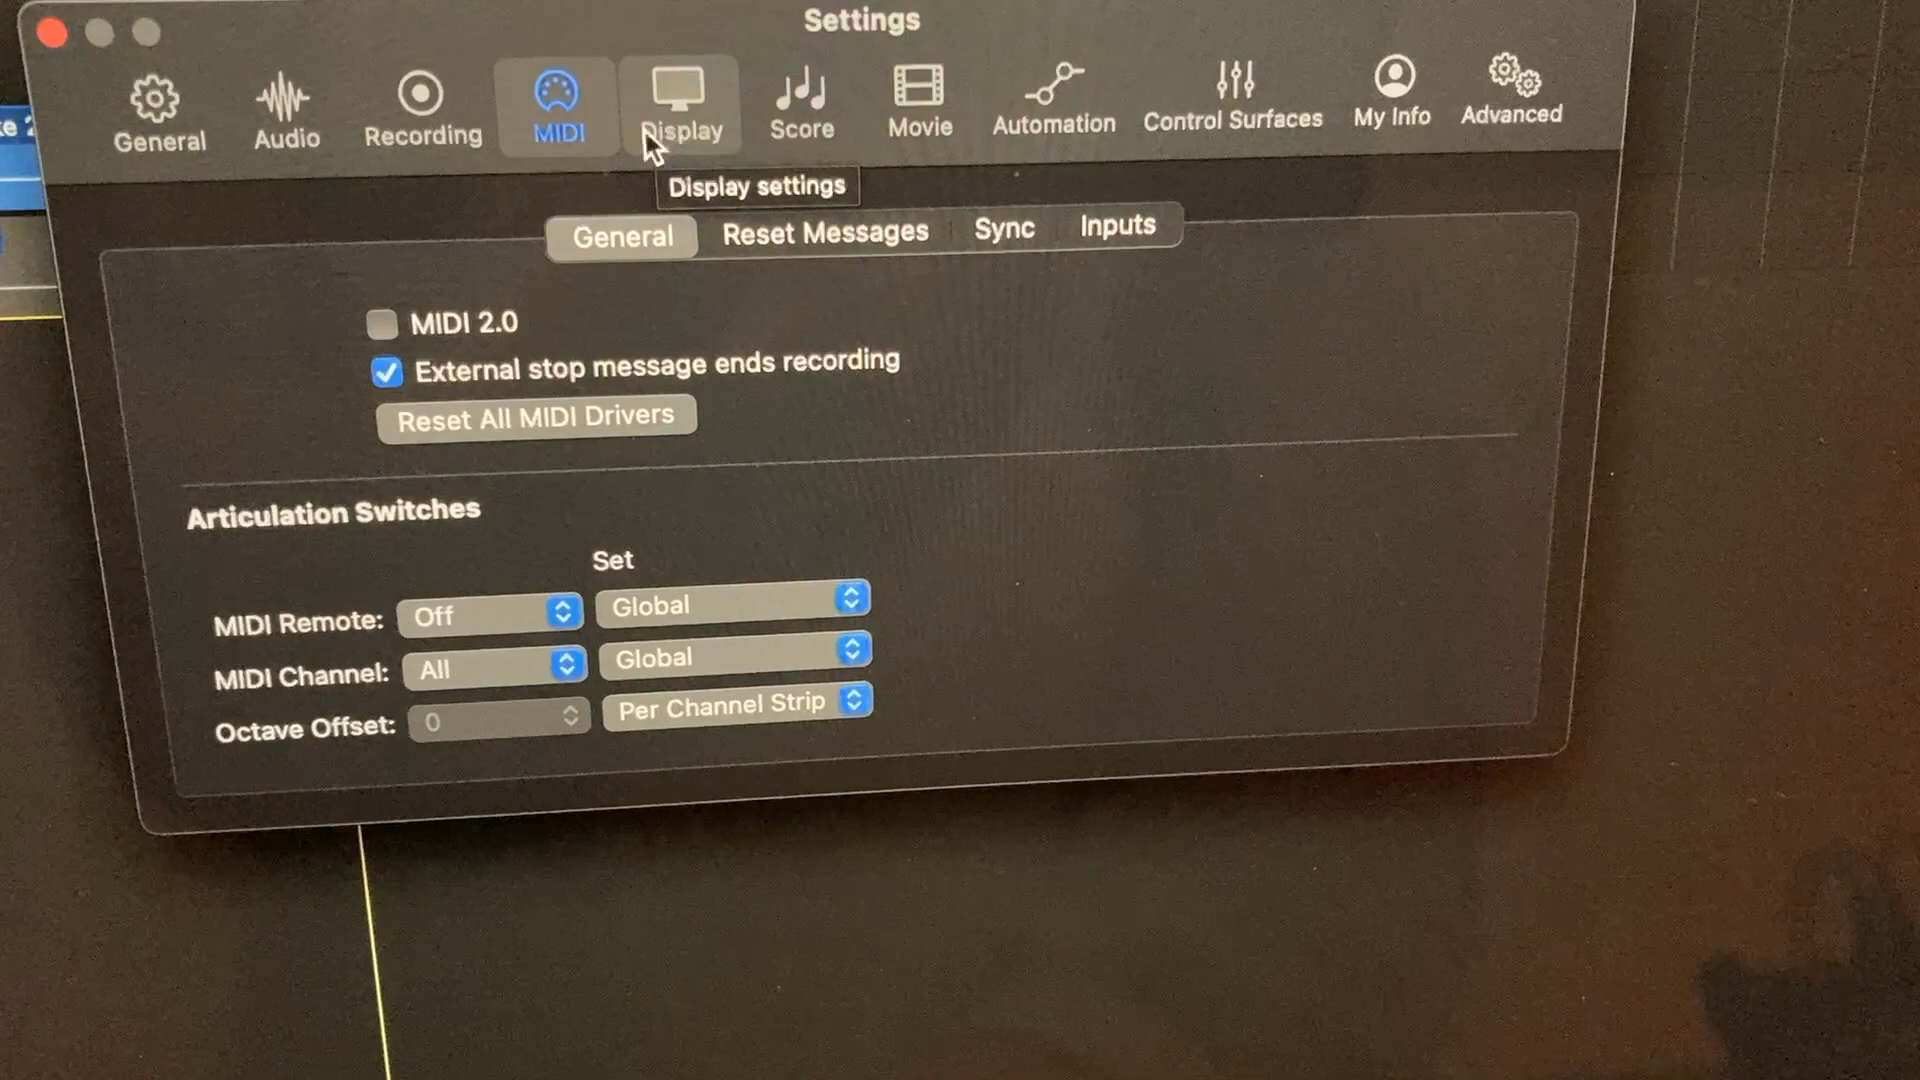 Settings
General Audio Recording MIDI Display Score Movie Automation Control Surfaces My Info Advanced
Display settings
General Reset Messages Sync Inputs
MIDI 2.0
External stop message ends recording
Reset All MIDI Drivers
Articulation Switches
Set
MIDI Remote: Off Global
MIDI Channel: All Global
Octave Offset: 0 Per Channel Strip